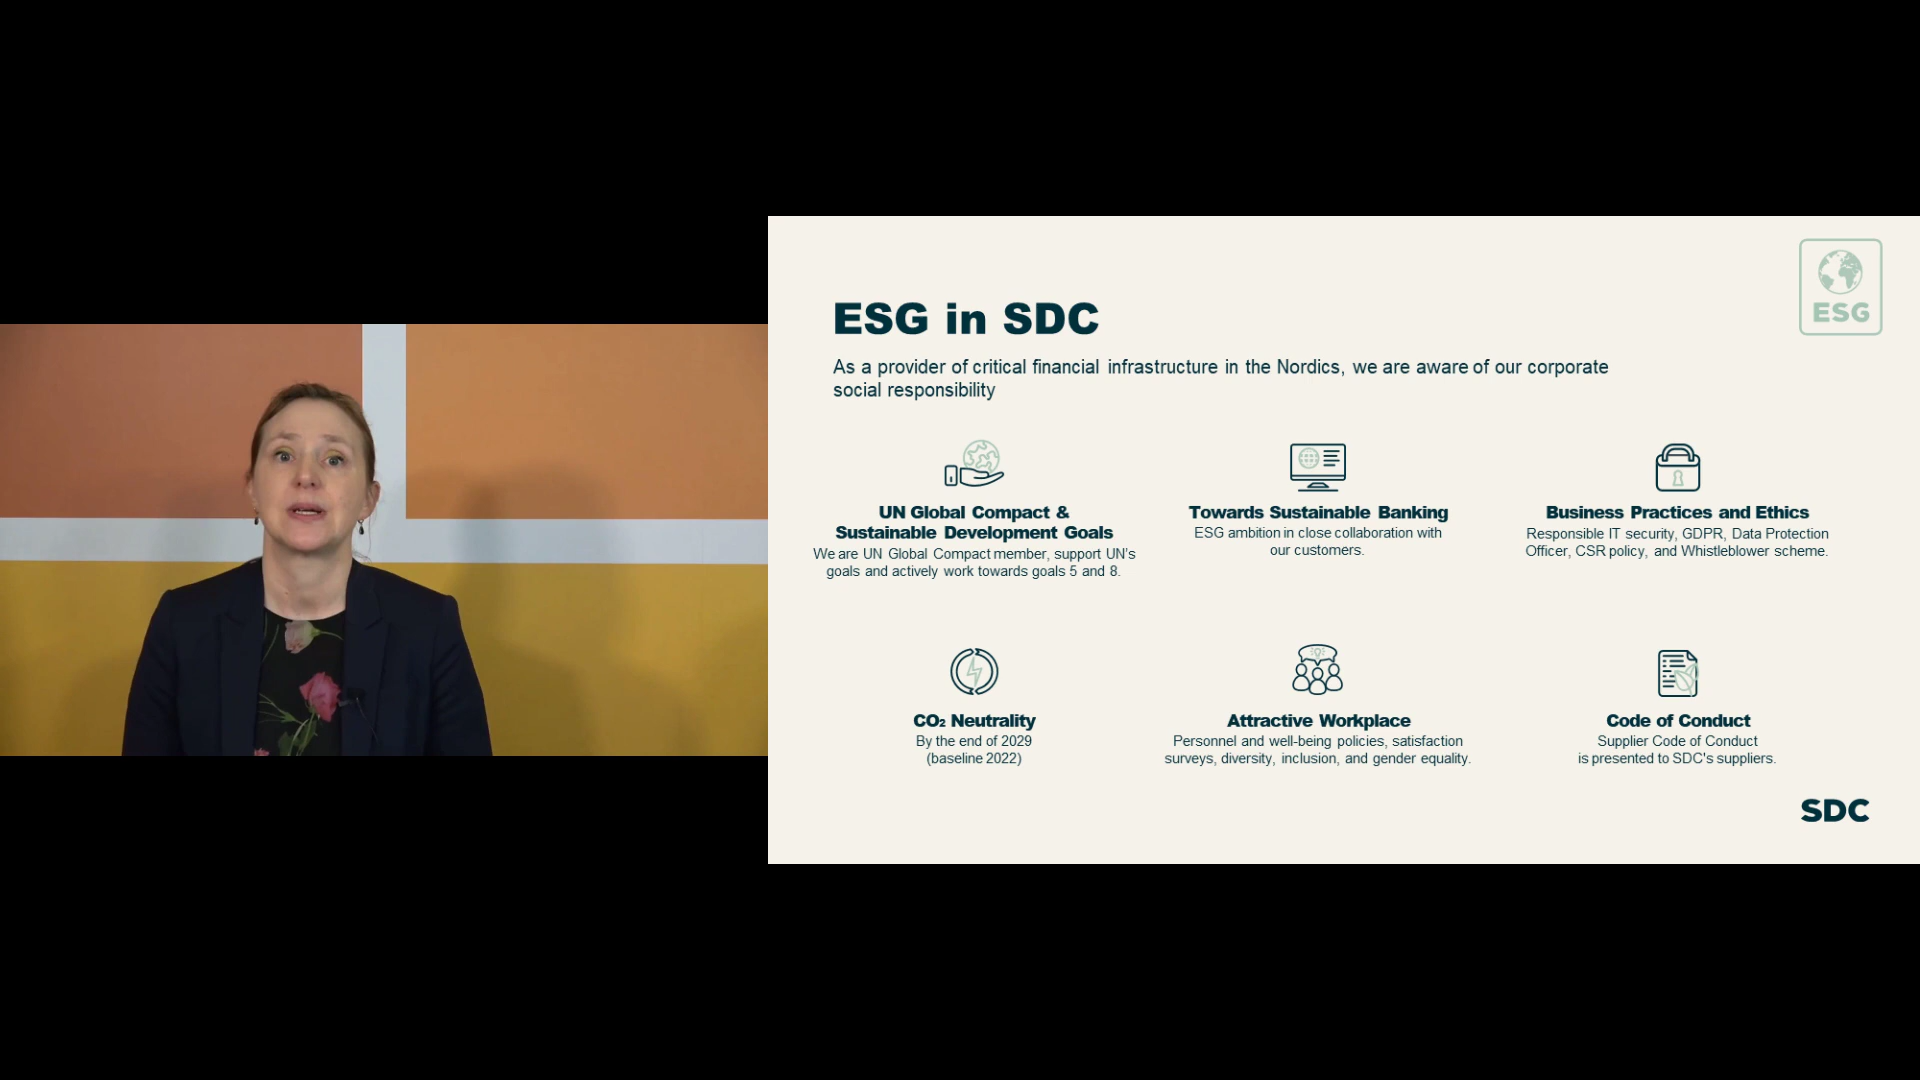 ESG
ESG in SDC
As a provider of critical financial infrastructure in the Nordics, we are aware of our corporate
social responsibility
UN Global Compact &
Sustainable Development Goals
We are UN Global Compact member, support UN's
goals and actively work towards goals 5 and 8.
Towards Sustainable Banking
ESG ambition in close collaboration with
our customers.
Business Practices and Ethics
Responsible IT security, GDPR, Data Protection
Officer, CSR policy, and Whistleblower scheme.
CO₂ Neutrality
By the end of 2029
(baseline 2022)
Attractive Workplace
Personnel and well-being policies, satisfaction
surveys, diversity, inclusion, and gender equality.
Code of Conduct
Supplier Code of Conduct
is presented to SDC's suppliers.
SDC